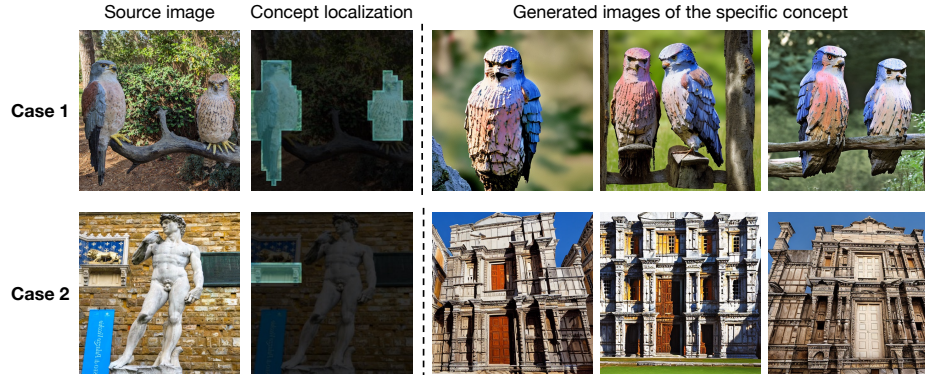 Source image
Concept localization
Generated images of the specific concept
Case 1
Case 2